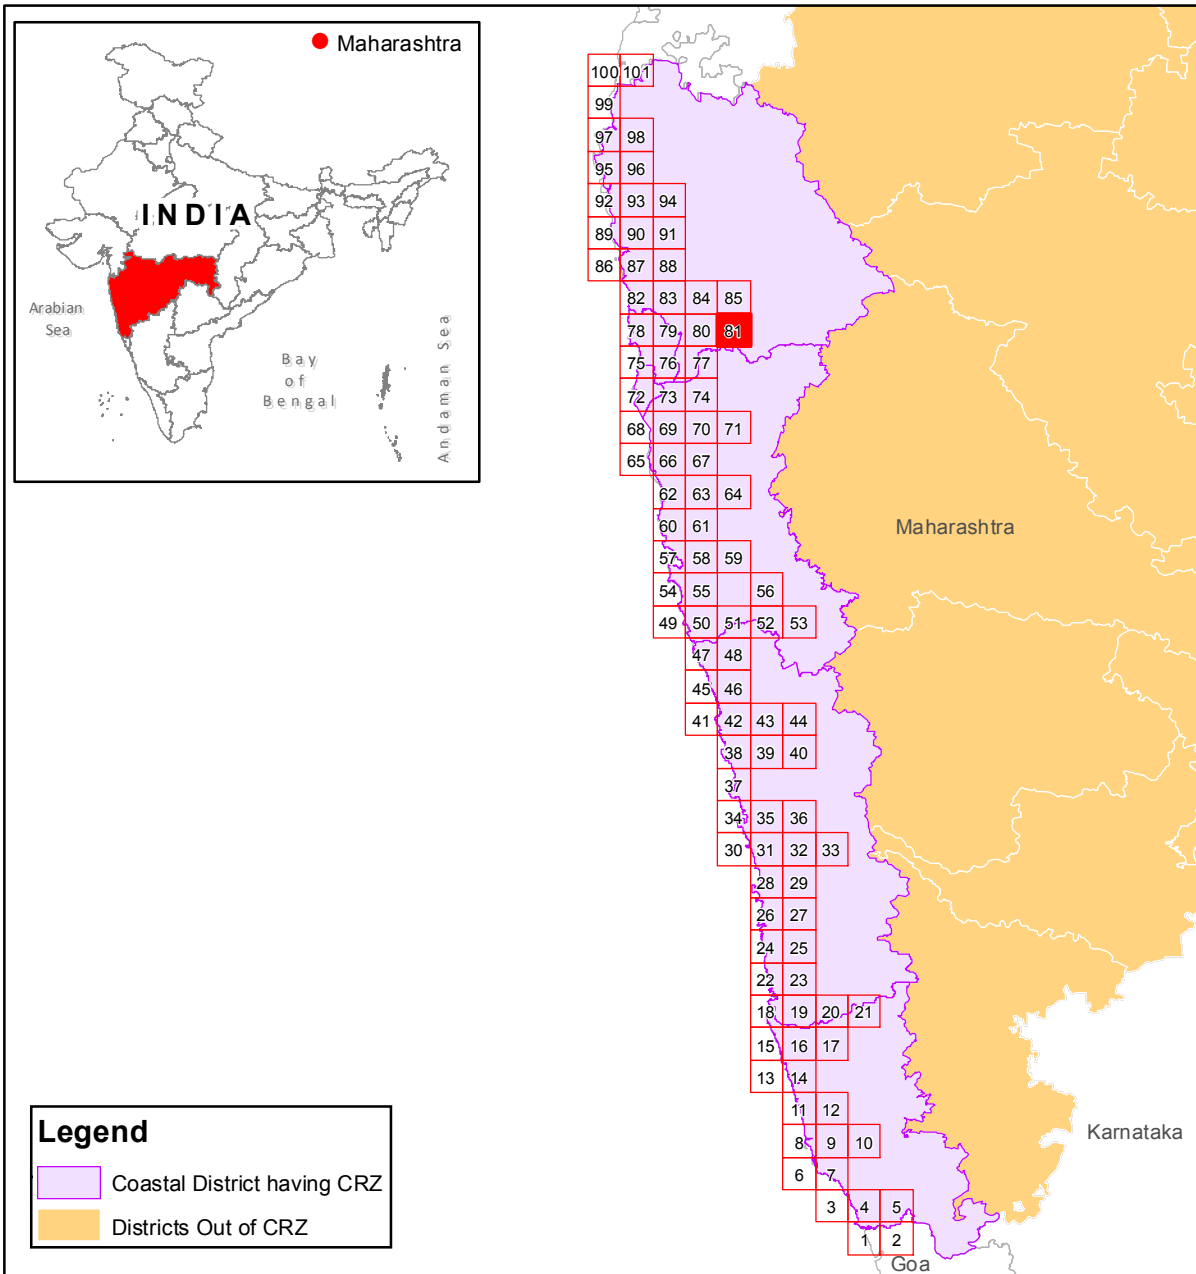 Maharashtra
INDIA
Arabian
Sea
Bay
of
Bengal
Andaman Sea
100 101
99
97 98
95 96
92 93 94
89 90 91
86 87 88
82 83 84 85
78 79 80 81
75 76 77
72 73 74
68 69 70 71
65 66 67
62 63 64
60 61
57 58 59
54 55 56
49 50 51 52 53
47 48
45 46
41 42 43 44
38 39 40
37
34 35 36
30 31 32 33
28 29
26 27
24 25
22 23
18 19 20 21
15 16 17
13 14
11 12
8 9 10
6 7
3 4 5
1 2
Maharashtra
Karnataka
Goa
Legend
Coastal District having CRZ
Districts Out of CRZ